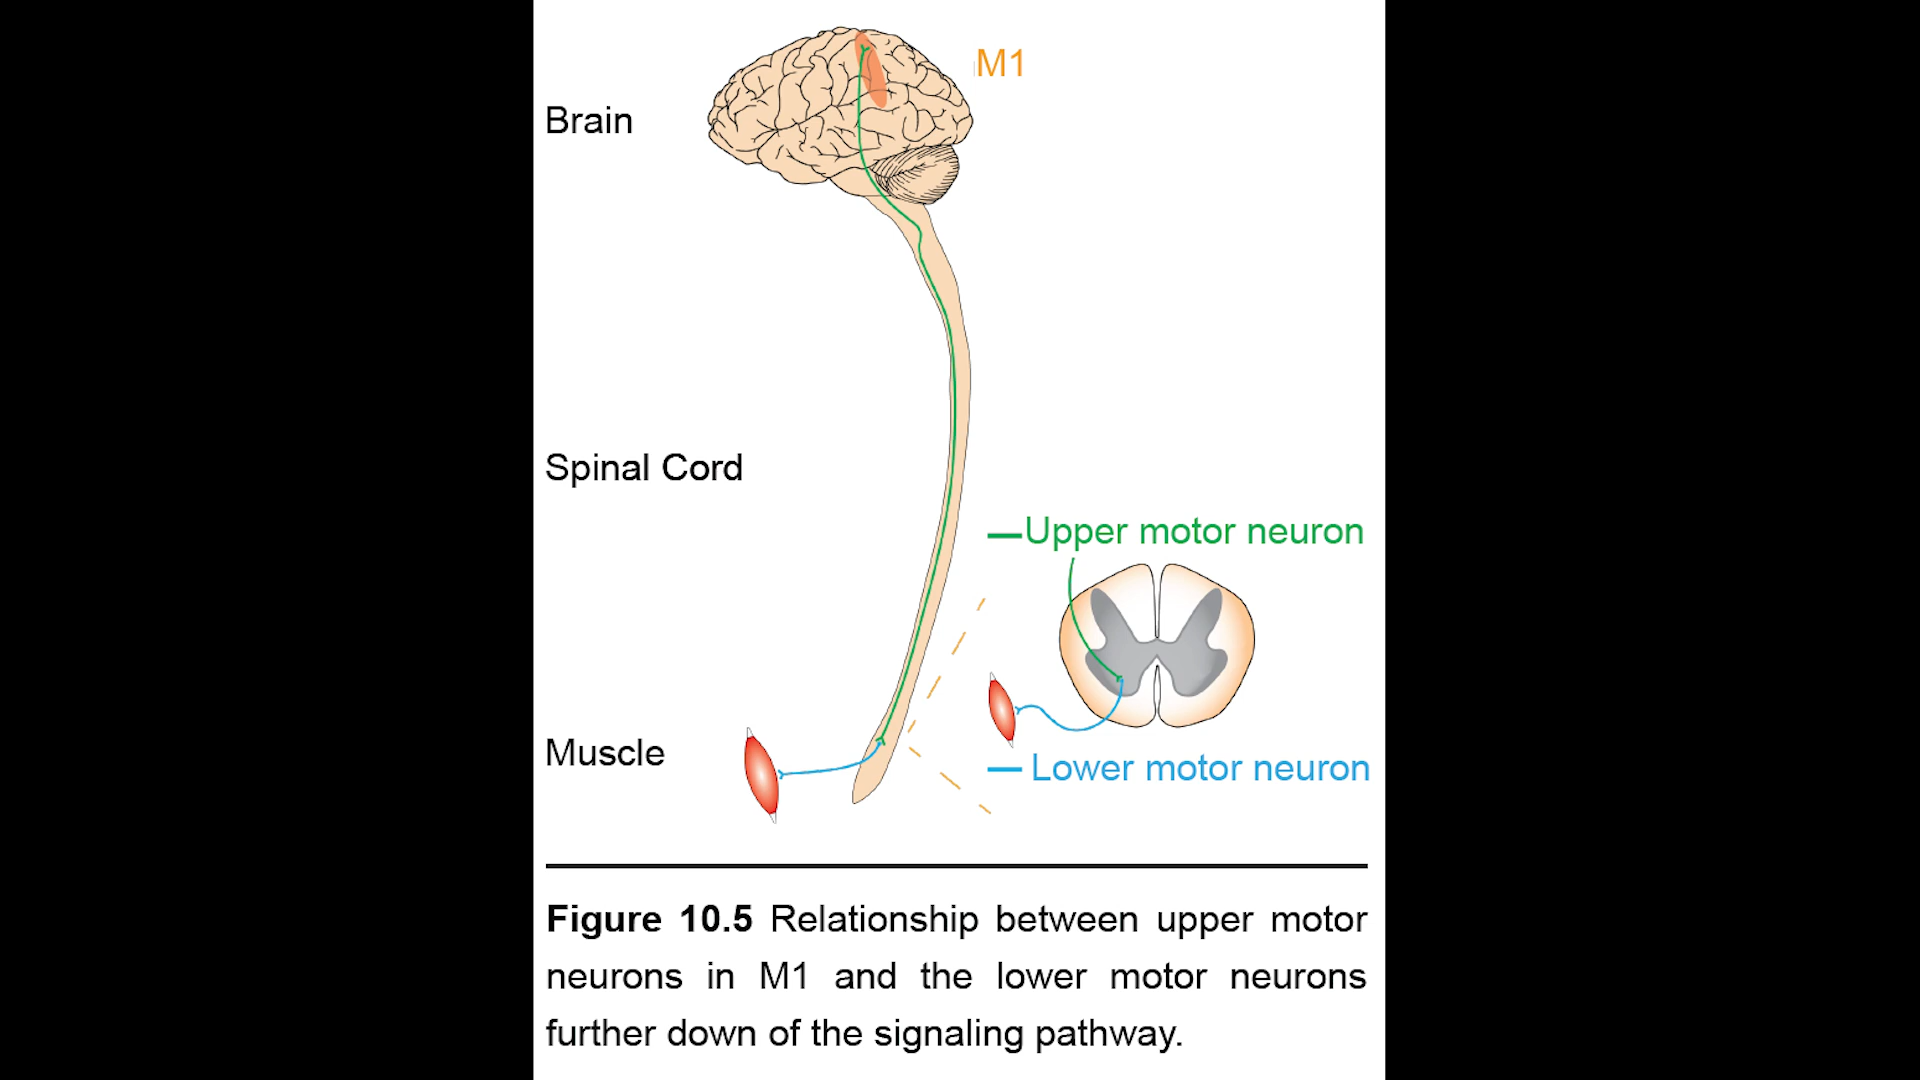 M1
Brain
Spinal Cord
Upper motor neuron
Muscle
Lower motor neuron
Figure 10.5 Relationship between upper motor
neurons in M1 and the lower motor neurons
further down of the signaling pathway.